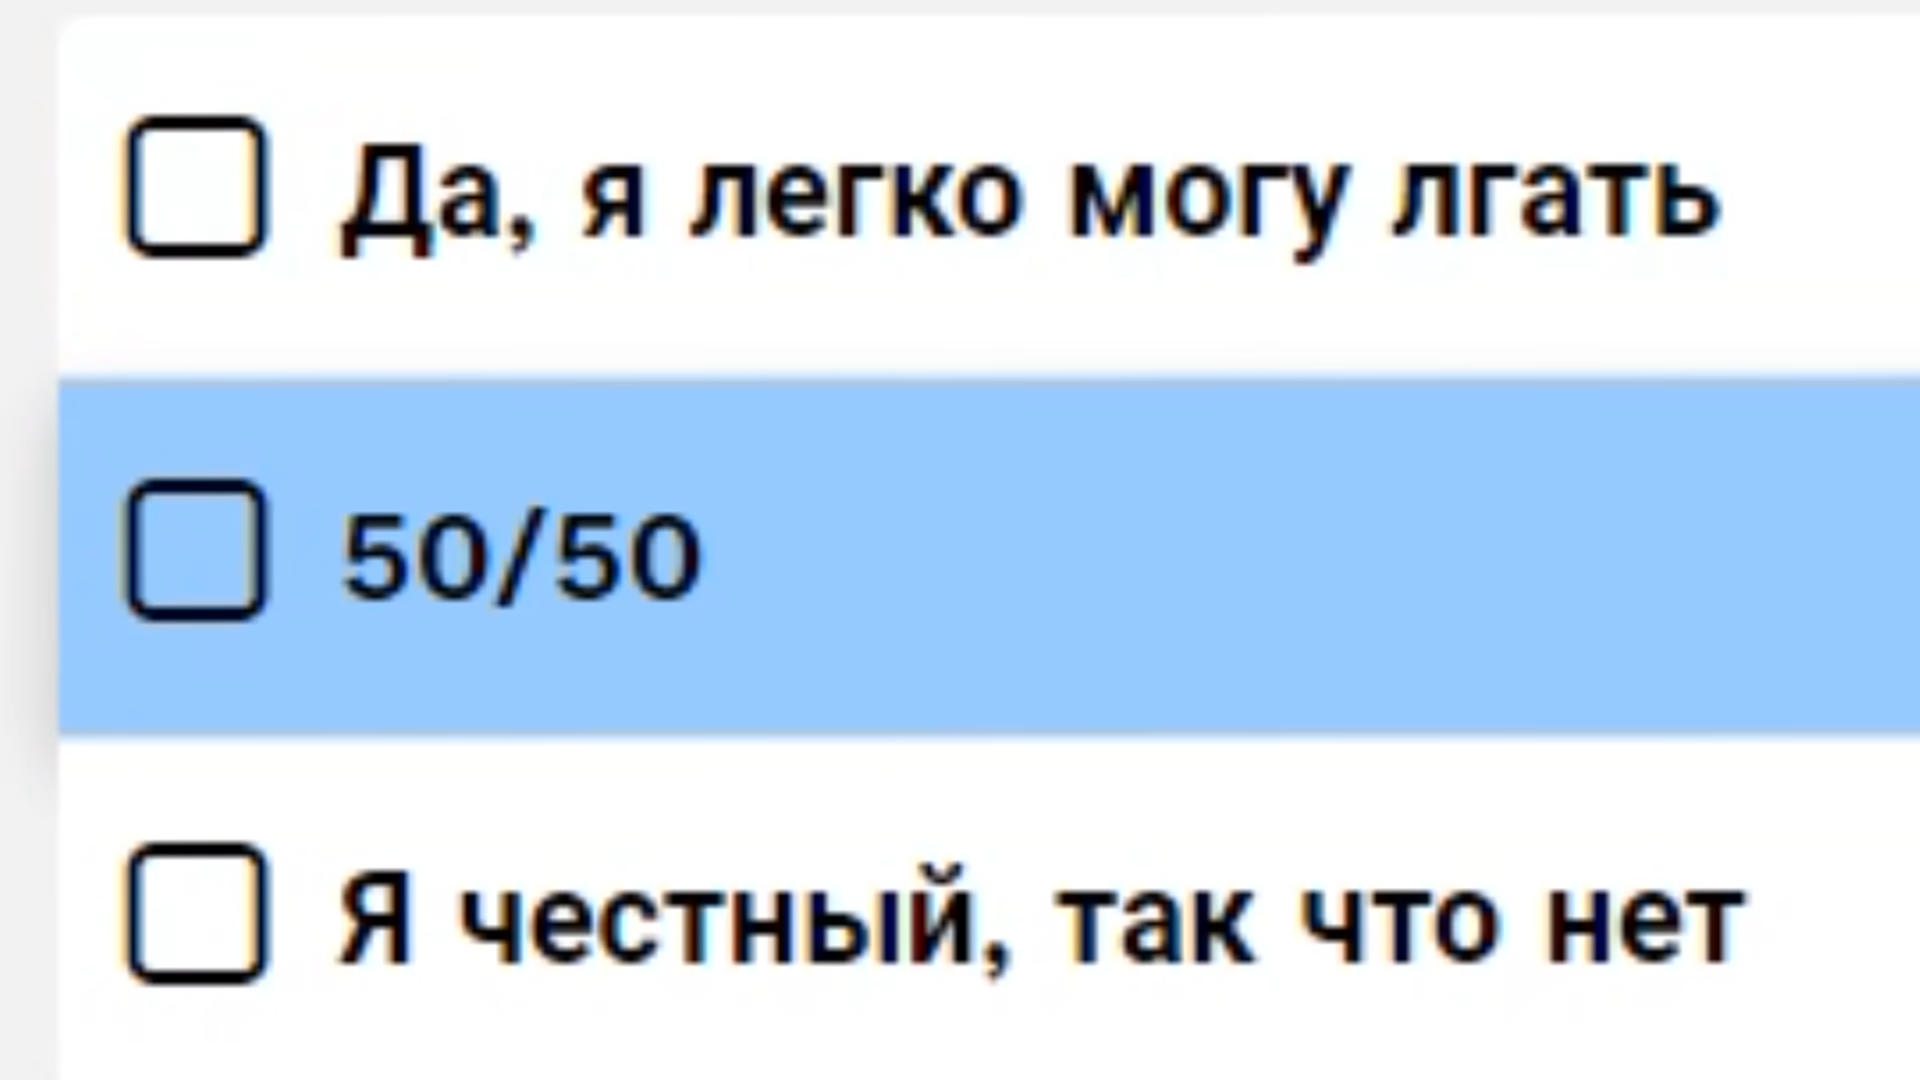 Да, я легко могу лгать
50/50
Я честный, так что нет